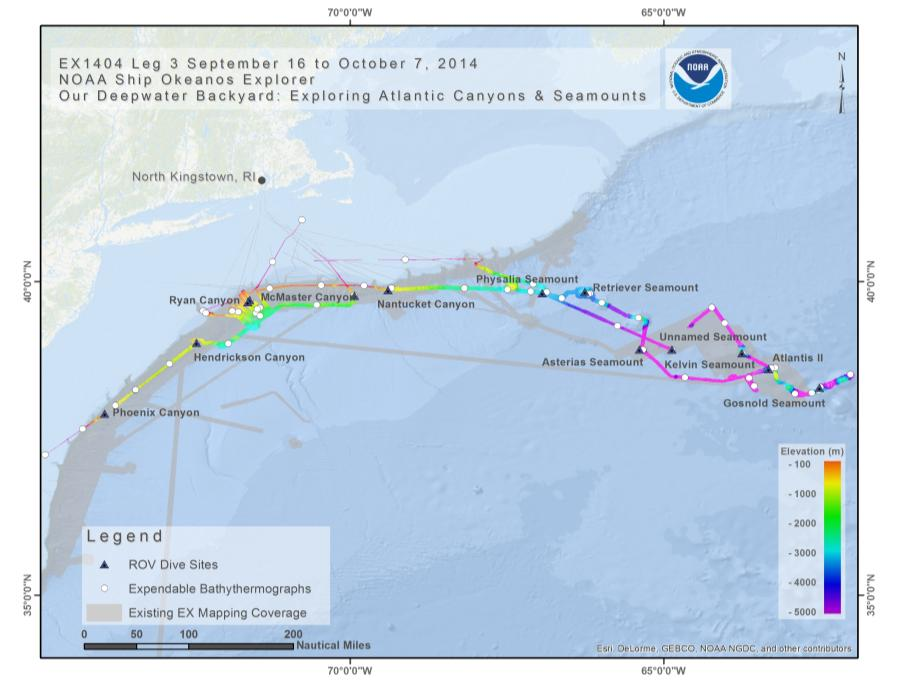 70°0'0"W
65°0'0"W
EX1404 Leg 3 September 16 to October 7, 2014
NOAA Ship Okeanos Explorer
Our Deepwater Backyard: Exploring Atlantic Canyons & Seamounts
NOAA
N
North Kingstown, RI
40°0'0"N
40°0'0"N
Physalia Seamount
Retriever Seamount
Ryan Canyon
McMaster Canyon
Nantucket Canyon
Unnamed Seamount
Hendrickson Canyon
Asterias Seamount
Kelvin Seamount
Atlantis II
Gosnold Seamount
Phoenix Canyon
Elevation (m)
- 100
- 1000
- 2000
- 3000
- 4000
- 5000
Legend
ROV Dive Sites
Expendable Bathythermographs
Existing EX Mapping Coverage
35°0'0"N
35°0'0"N
0 50 100 200
Nautical Miles
Esri, DeLorme, GEBCO, NOAA NGDC, and other contributors
70°0'0"W
65°0'0"W